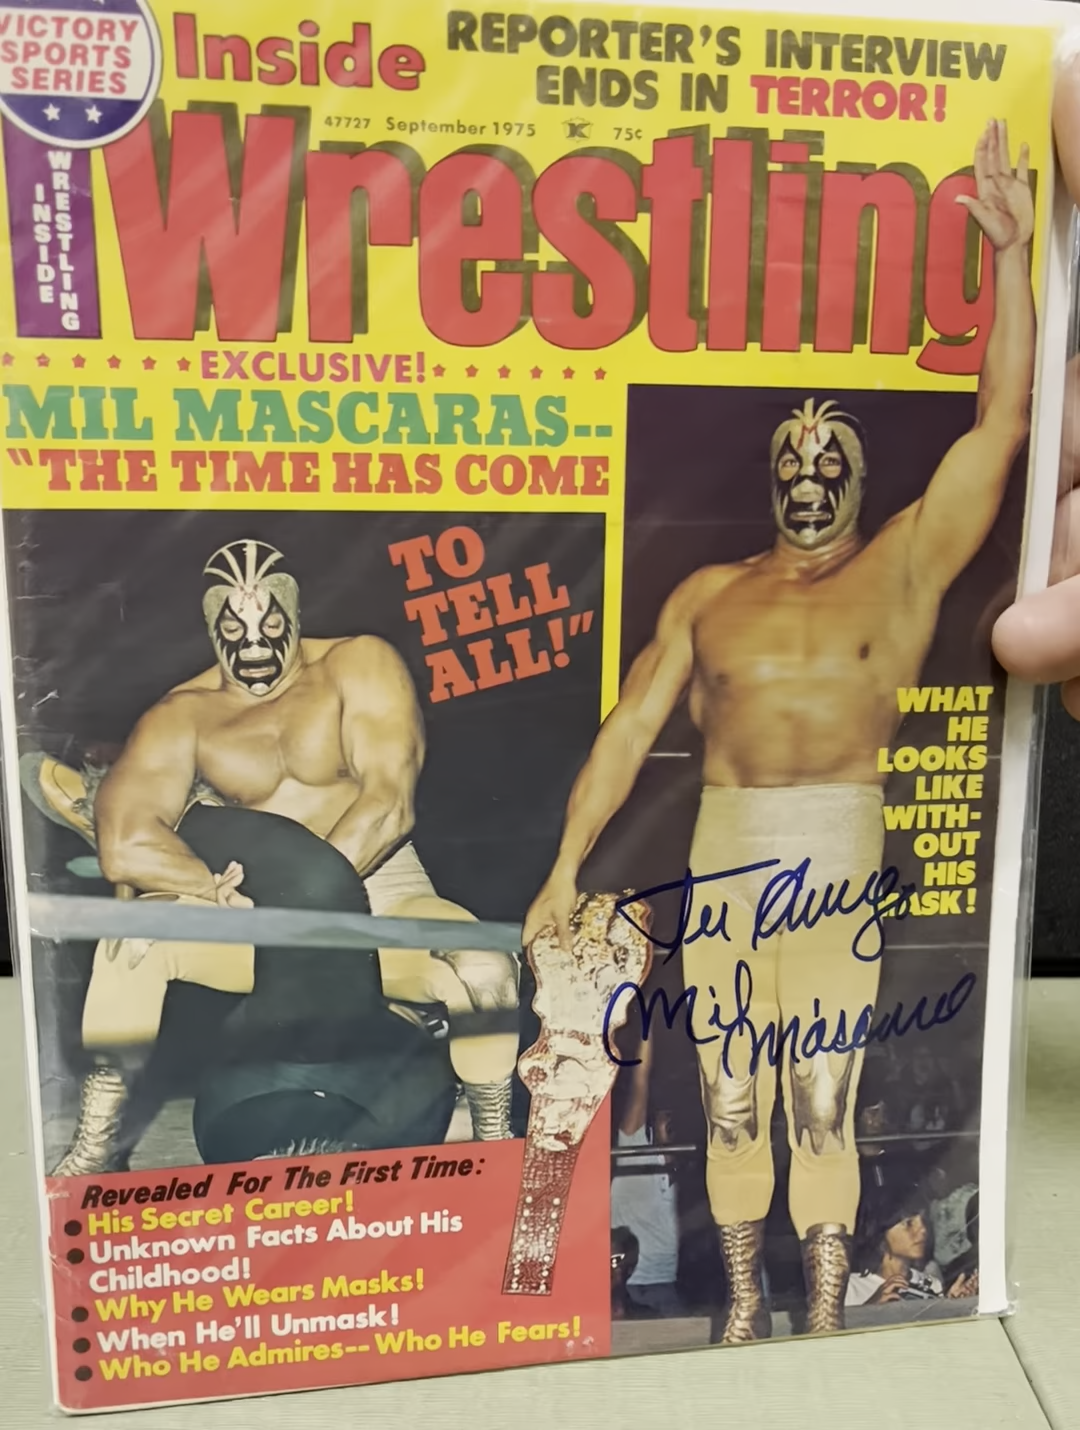 VICTORY
SPORTS
SERIES
Inside
REPORTER'S INTERVIEW
ENDS IN TERROR!
47727 September 1975 K 75¢
Wrestling
INSIDE
WRESTLING
EXCLUSIVE!
MIL MASCARAS--
"THE TIME HAS COME
TO
TELL
ALL!"
M
WHAT
HE
LOOKS
LIKE
WITH-
OUT
HIS
MASK!
Tu Amigo
Mil Máscaras
Revealed For The First Time:
His Secret Career!
Unknown Facts About His
Childhood!
Why He Wears Masks!
When He'll Unmask!
Who He Admires--Who He Fears!